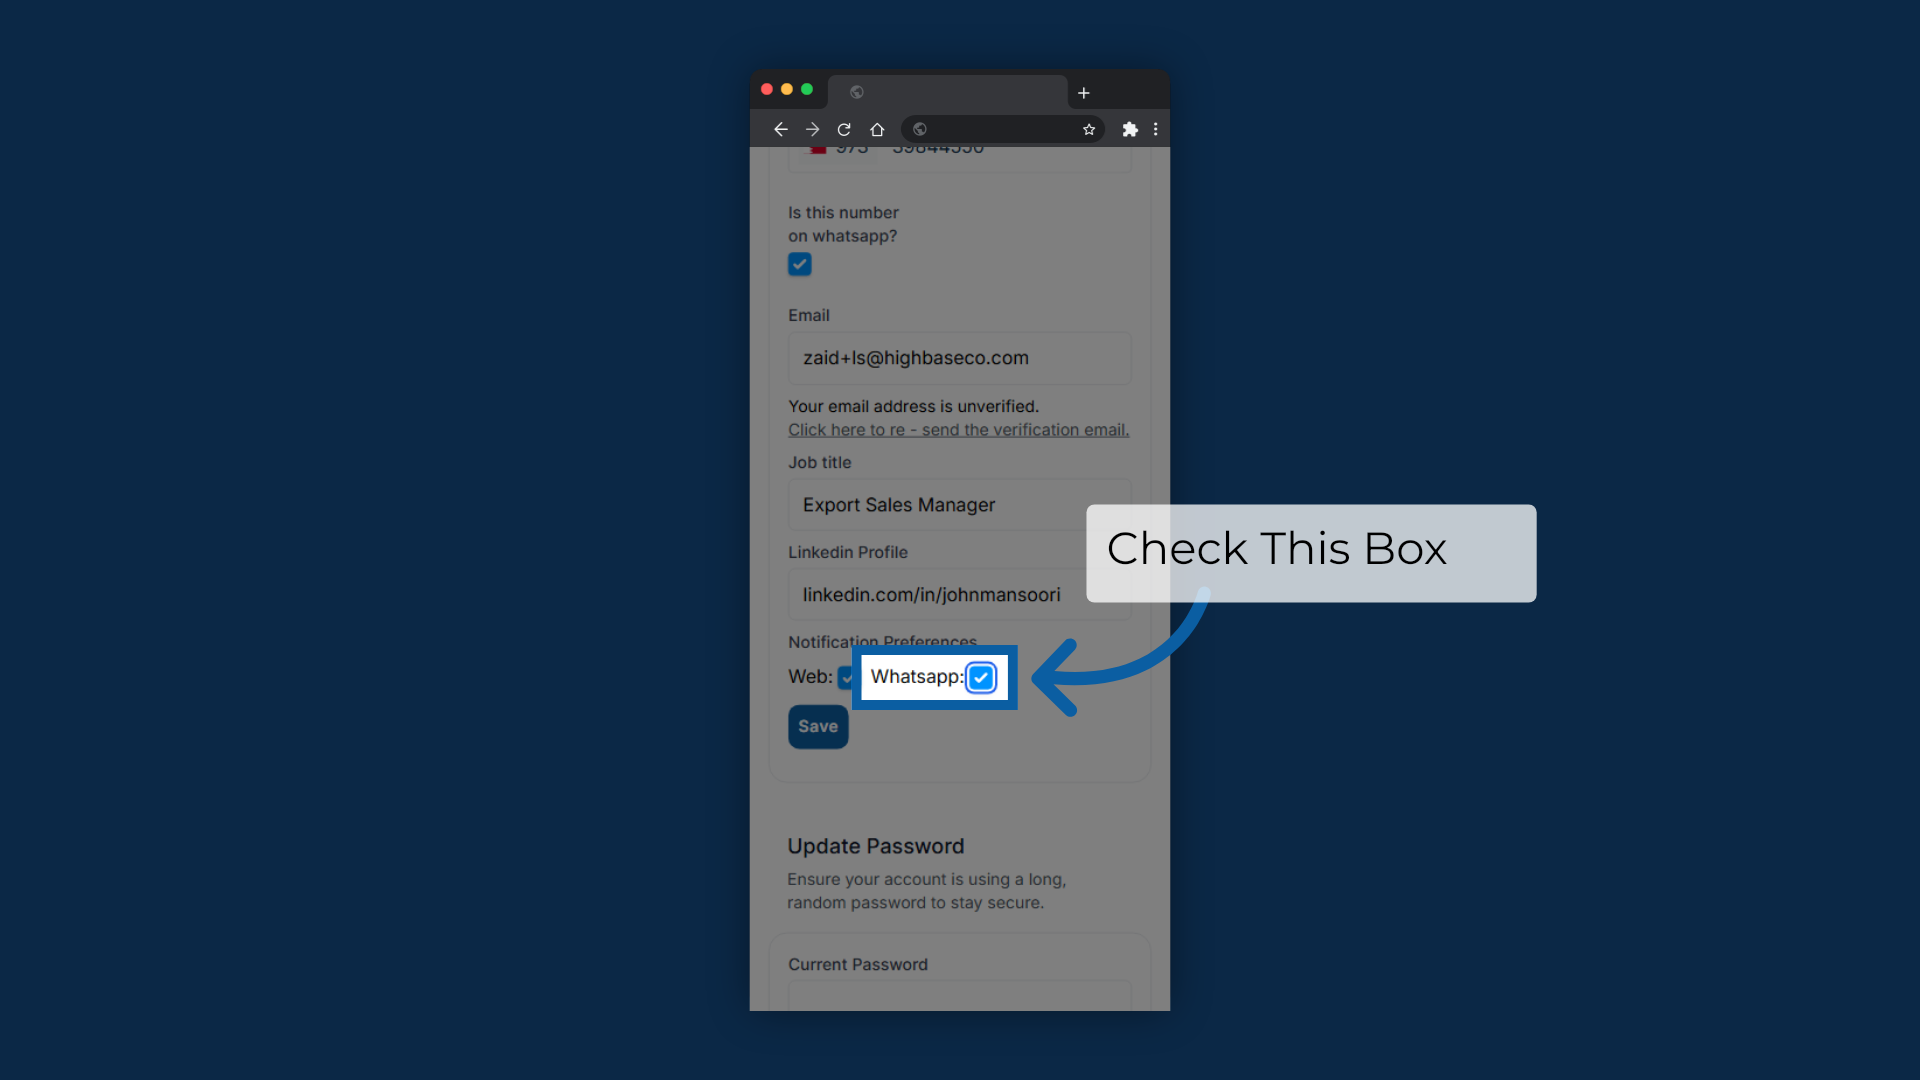 Is this number
on whatsapp?
Email
zaid+ls@highbaseco.com
Your email address is unverified.
Click here to re - send the verification email.
Job title
Export Sales Manager
Check This Box
Linkedin Profile
linkedin.com/in/johnmansoori
Notification Preferences
Web: Whatsapp:
Save
Update Password
Ensure your account is using a long,
random password to stay secure.
Current Password